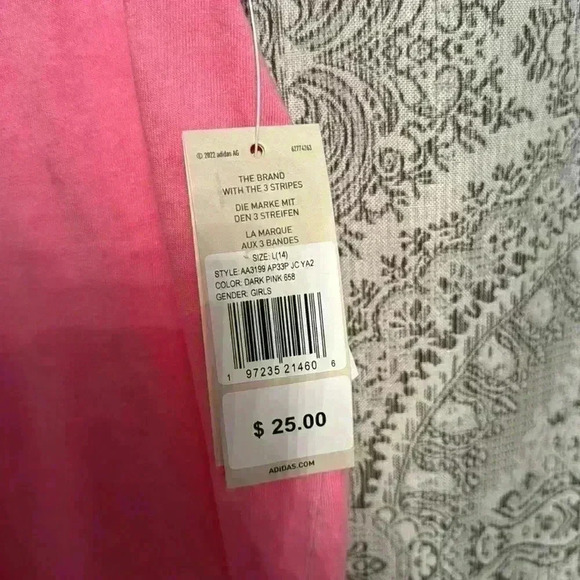 © 2022 adidas AG 62774263
THE BRAND
WITH THE 3 STRIPES
DIE MARKE MIT
DEN 3 STREIFEN
LA MARQUE
AUX 3 BANDES
SIZE: L(14)
STYLE: AA3199 AP33P JC YA2
COLOR: DARK PINK 658
GENDER: GIRLS
1 97235 21460 6
$ 25.00
ADIDAS.COM